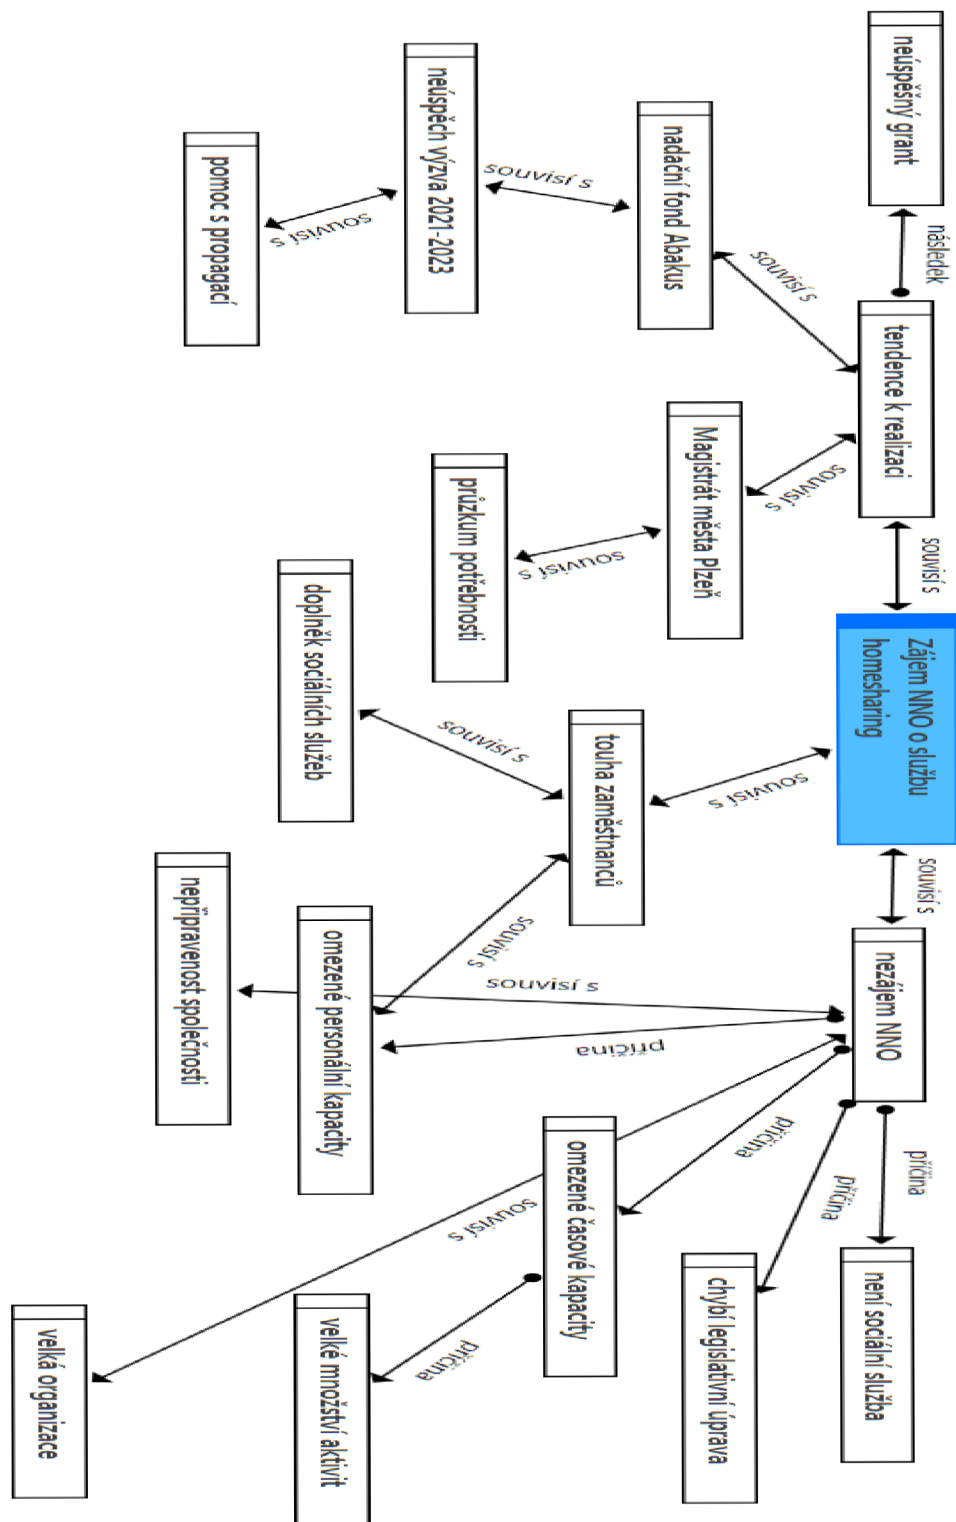 neúspěšný grant
následek
tendence k realizaci
souvisí s
Zájem NNO o službu
homesharing
souvisí s
nezájem NNO
příčina
není sociální služba
souvisí s
souvisí s
souvisí s
příčina
příčina
nadační fond Abakus
Magistrát města Plzeň
chybí legislativní úprava
souvisí s
souvisí s
touha zaměstnanců
příčina
omezené časové kapacity
neúspěch výzva 2021-2023
průzkum potřebnosti
souvisí s
souvisí s
souvisí s
souvisí s
příčina
souvisí s
doplněk sociálních služeb
omezené personální kapacity
velké množství aktivit
pomoc s propagací
nepřipravenost společnosti
velká organizace